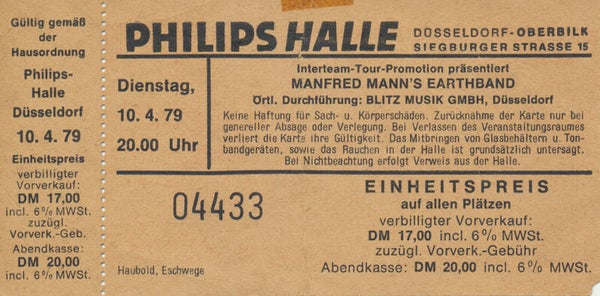 Gültig gemäß
der
Hausordnung
Philips-
Halle
Düsseldorf
10. 4. 79
Einheitspreis
verbilligter
Vorverkauf:
DM 17,00
incl. 6% MWSt.
zuzügl.
Vorverk.-Geb.
Abendkasse:
DM 20,00
incl. 6% MWSt.
PHILIPS HALLE
DÜSSELDORF-OBERBILK
SIEGBURGER STRASSE 15
Dienstag,
10. 4. 79
20.00 Uhr
Interteam-Tour-Promotion präsentiert
MANFRED MANN'S EARTHBAND
Örtl. Durchführung: BLITZ MUSIK GMBH, Düsseldorf
Keine Haftung für Sach- u. Körperschäden. Zurücknahme der Karte nur bei
genereller Absage oder Verlegung. Bei Verlassen des Veranstaltungsraumes
verliert die Karte ihre Gültigkeit. Das Mitbringen von Glasbehältern u. Ton-
bandgeräten, sowie das Rauchen in der Halle ist grundsätzlich untersagt.
Bei Nichtbeachtung erfolgt Verweis aus der Halle.
04433
Haubold, Eschwege
EINHEITSPREIS
auf allen Plätzen
verbilligter Vorverkauf:
DM 17,00 incl. 6% MWSt.
zuzügl. Vorverkauf-Gebühr
Abendkasse: DM 20,00 incl. 6% MWSt.